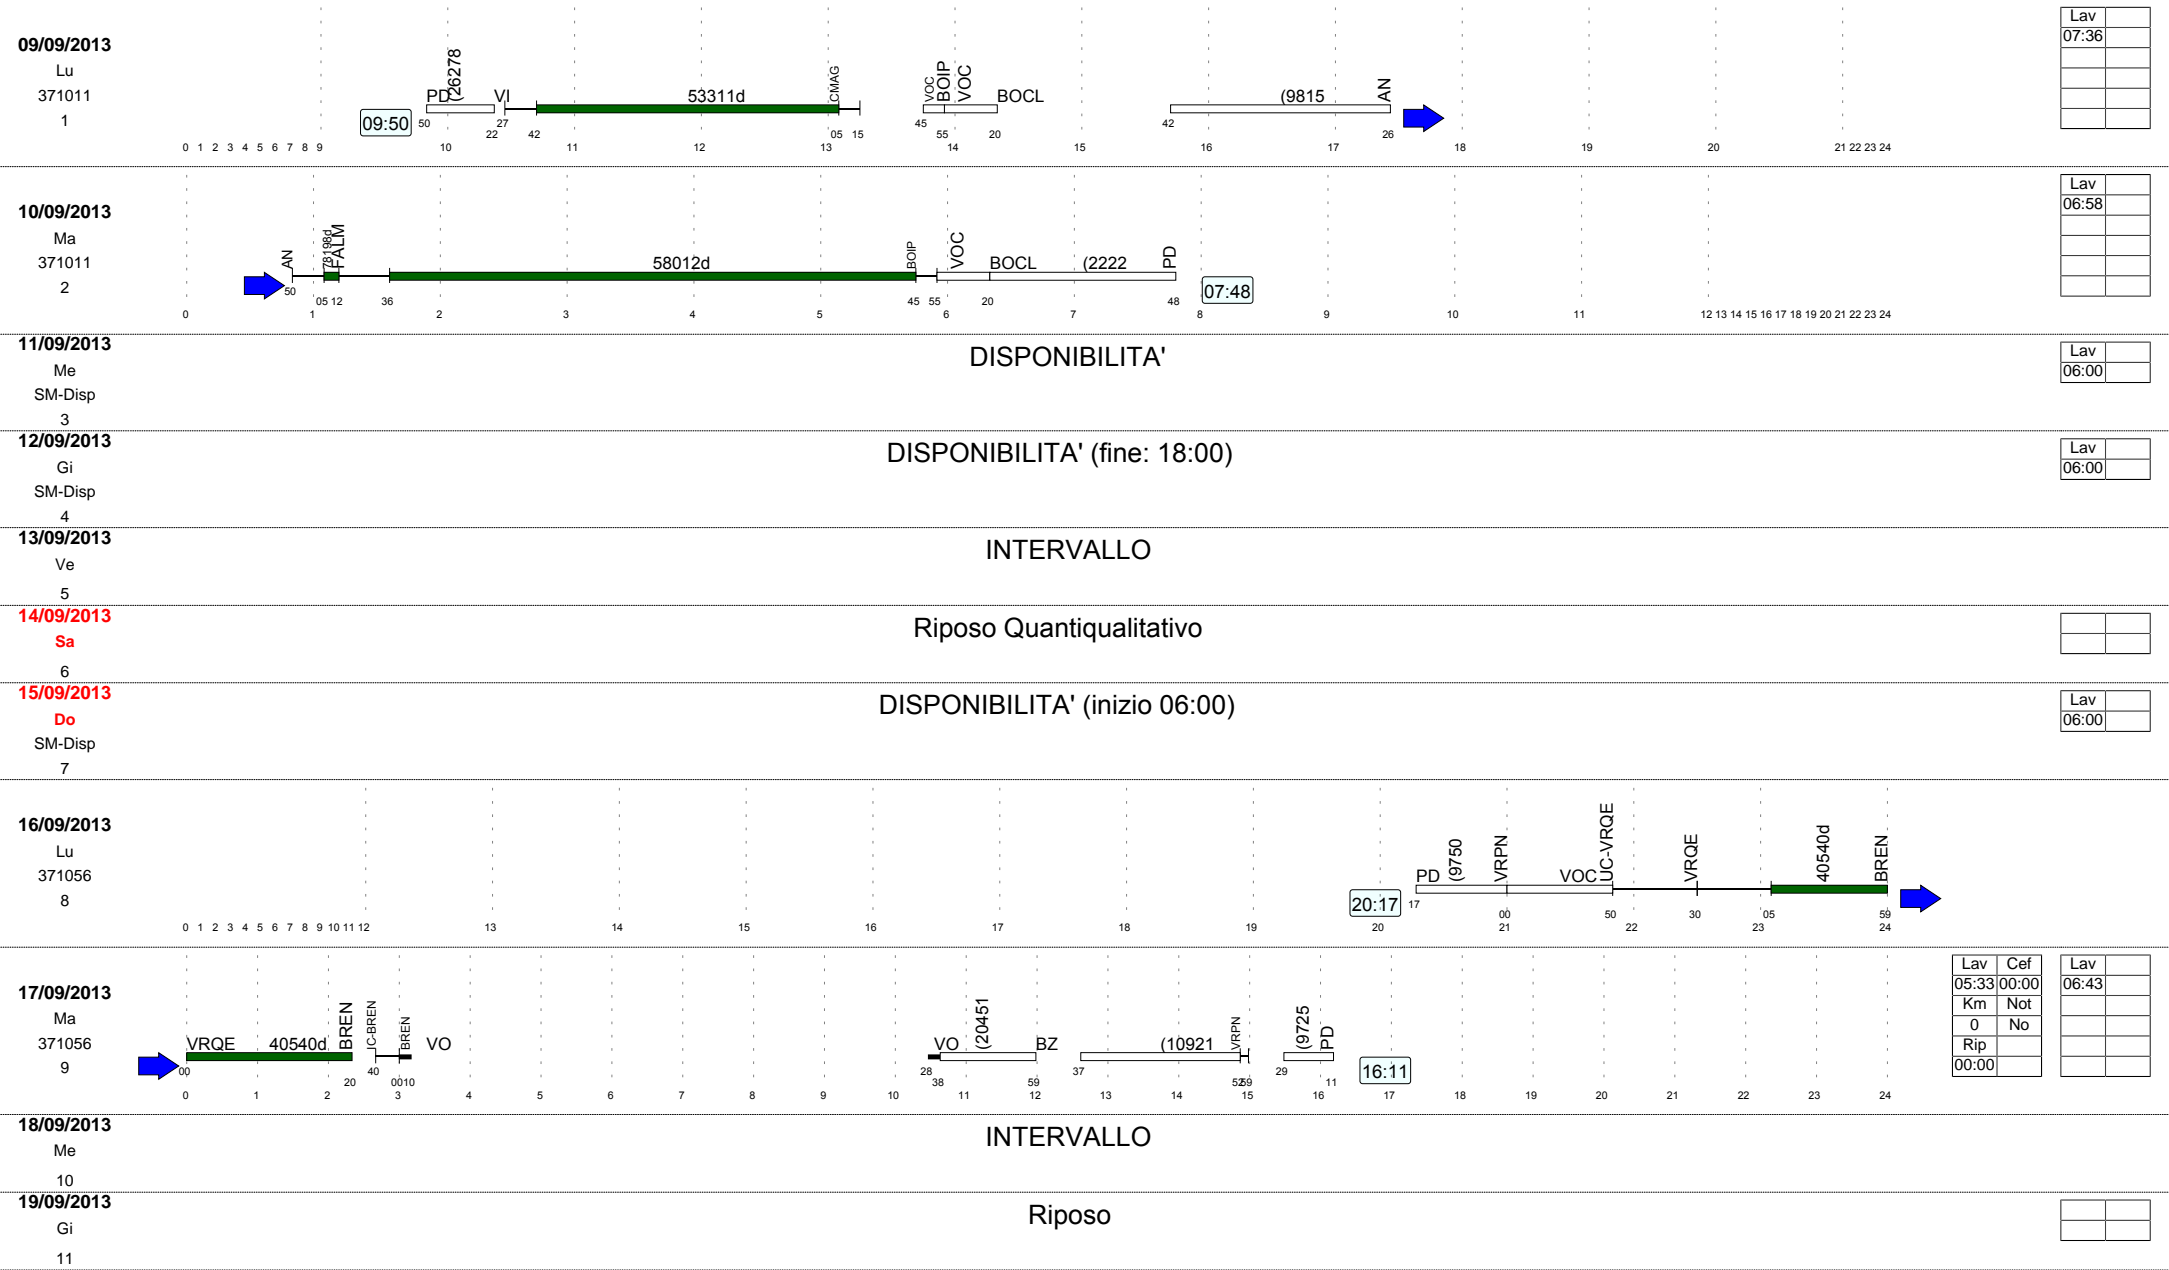 09/09/2013
Lu
371011
1
09:50
PD (26278 VI 53311d CMAG VOC BOIP VOC BOCL (9815 AN
50 22 27 42 05 15 45 55 20 42 26
0 1 2 3 4 5 6 7 8 9 10 11 12 13 14 15 16 17 18 19 20 21 22 23 24
Lav
07:36
10/09/2013
Ma
371011
2
AN 78198d FALM 58012d BOIP VOC BOCL (2222 PD
50 05 12 36 45 55 20 48
07:48
0 1 2 3 4 5 6 7 8 9 10 11 12 13 14 15 16 17 18 19 20 21 22 23 24
Lav
06:58
11/09/2013
Me
SM-Disp
3
DISPONIBILITA'
Lav
06:00
12/09/2013
Gi
SM-Disp
4
DISPONIBILITA' (fine: 18:00)
Lav
06:00
13/09/2013
Ve
5
INTERVALLO
14/09/2013
Sa
6
Riposo Quantiqualitativo
15/09/2013
Do
SM-Disp
7
DISPONIBILITA' (inizio 06:00)
Lav
06:00
16/09/2013
Lu
371056
8
20:17
PD (9750 VRPN VOC UC-VRQE VRQE 40540d BREN
17 00 50 30 05 59
0 1 2 3 4 5 6 7 8 9 10 11 12 13 14 15 16 17 18 19 20 21 22 23 24
17/09/2013
Ma
371056
9
VRQE 40540d BREN IC-BREN BREN VO VO (20451 BZ (10921 VRPN (9725 PD
00 20 40 00 10 28 38 59 37 52 59 29 11
16:11
0 1 2 3 4 5 6 7 8 9 10 11 12 13 14 15 16 17 18 19 20 21 22 23 24
Lav Cef
05:33 00:00
Km Not
0 No
Rip
00:00
Lav
06:43
18/09/2013
Me
10
INTERVALLO
19/09/2013
Gi
11
Riposo